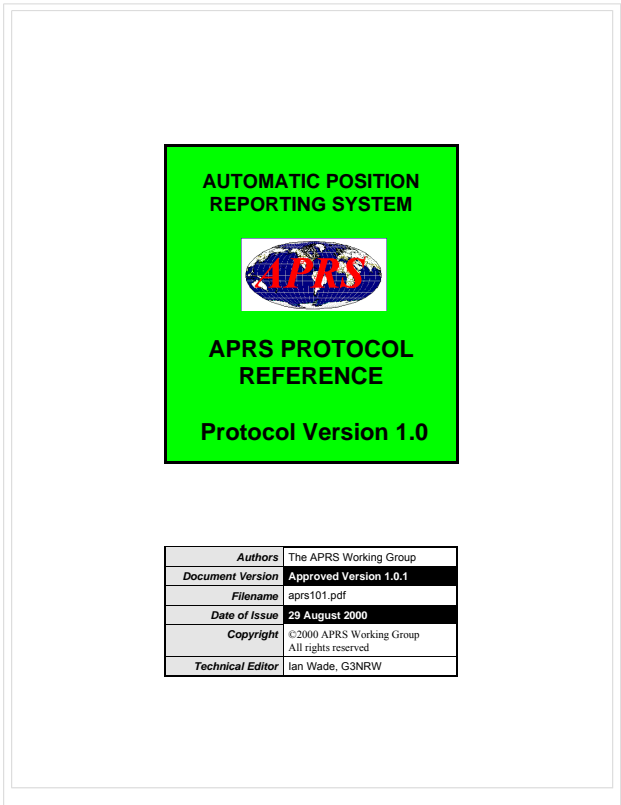 AUTOMATIC POSITION
REPORTING SYSTEM
APRS
APRS PROTOCOL
REFERENCE
Protocol Version 1.0
Authors The APRS Working Group
Document Version Approved Version 1.0.1
Filename aprs101.pdf
Date of Issue 29 August 2000
Copyright ©2000 APRS Working Group
All rights reserved
Technical Editor Ian Wade, G3NRW